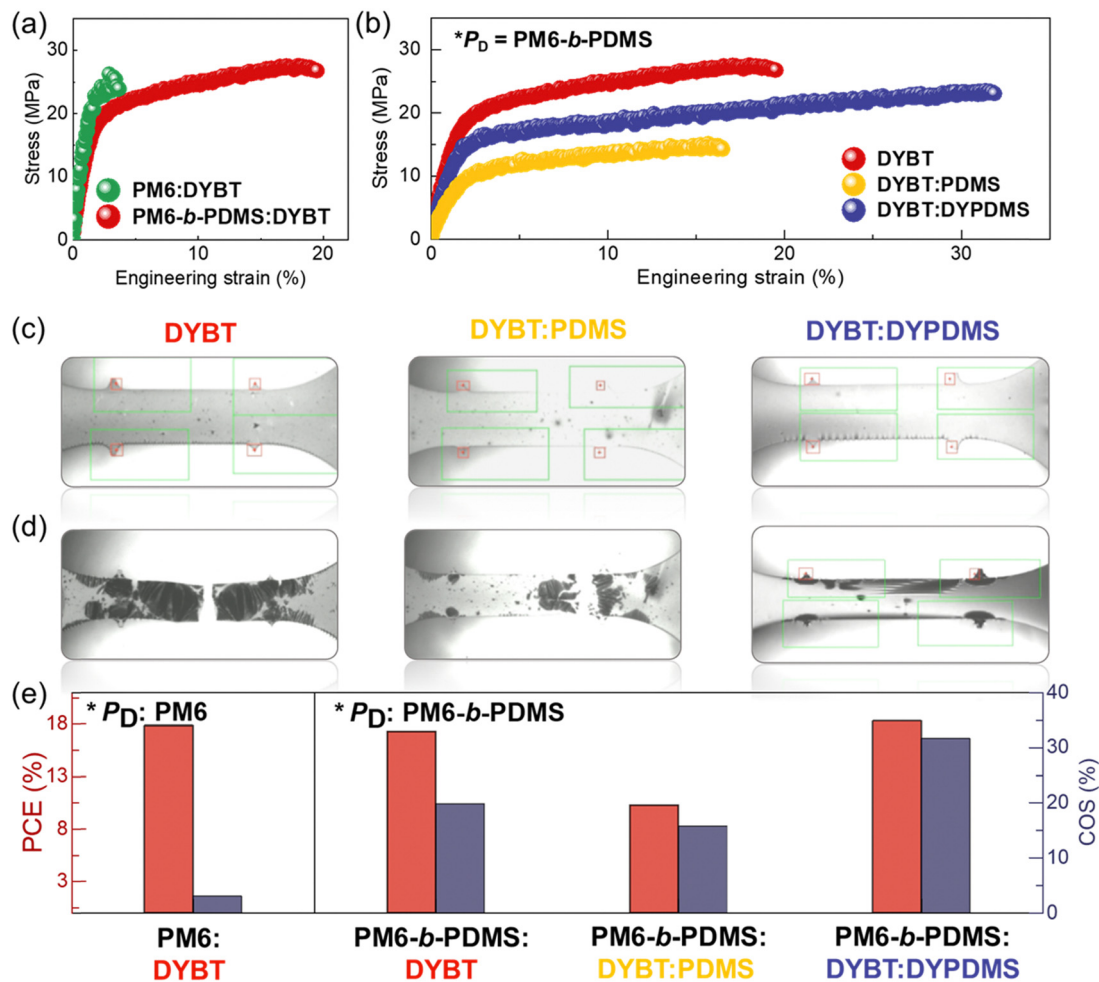 (a)
30
20
10
0
Stress (MPa)
PM6:DYBT
PM6-b-PDMS:DYBT
0 10 20
Engineering strain (%)
(b)
*PD = PM6-b-PDMS
30
20
10
0
Stress (MPa)
DYBT
DYBT:PDMS
DYBT:DYPDMS
0 10 20 30
Engineering strain (%)
(c)
DYBT DYBT:PDMS DYBT:DYPDMS
(d)
(e)
* PD: PM6 * PD: PM6-b-PDMS
18
13
8
3
PCE (%)
40
30
20
10
0
COS (%)
PM6: PM6-b-PDMS: PM6-b-PDMS: PM6-b-PDMS:
DYBT DYBT DYBT:PDMS DYBT:DYPDMS